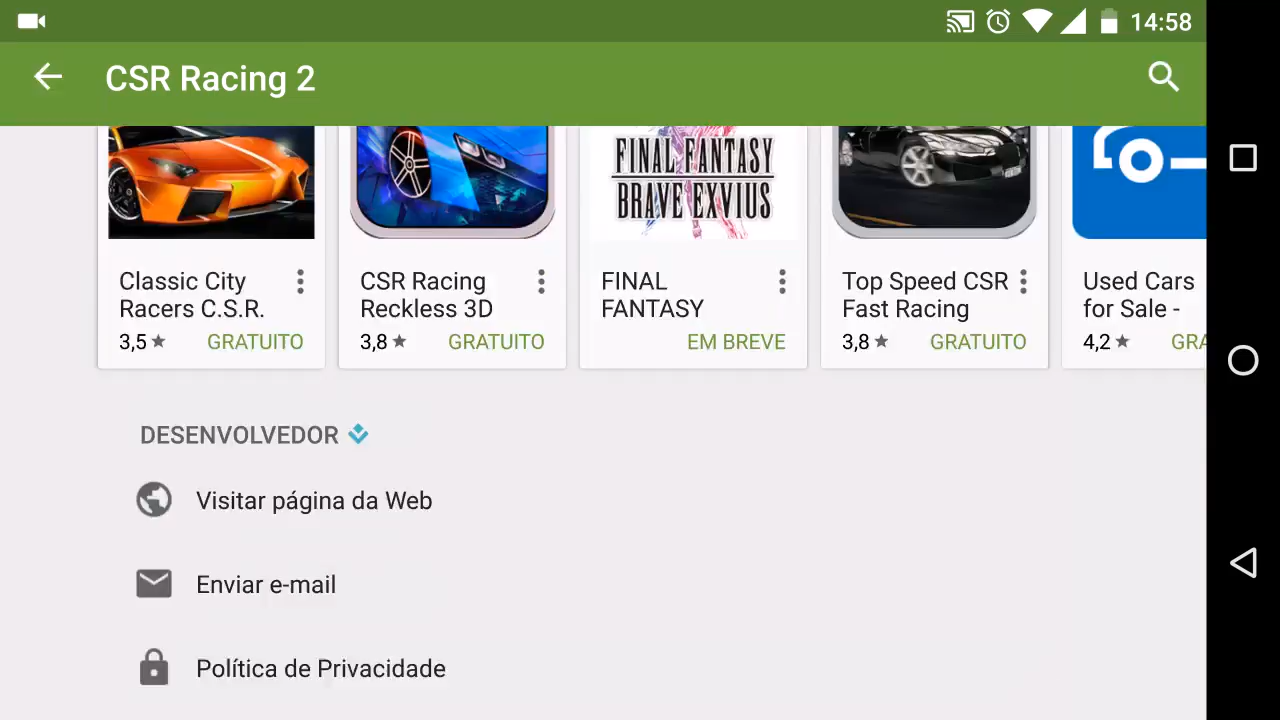 14:58
CSR Racing 2
FINAL FANTASY
BRAVE EXVIUS
Classic City
Racers C.S.R.
3,5 GRATUITO
CSR Racing
Reckless 3D
3,8 GRATUITO
FINAL
FANTASY
EM BREVE
Top Speed CSR
Fast Racing
3,8 GRATUITO
Used Cars
for Sale -
4,2 GRA
DESENVOLVEDOR
Visitar página da Web
Enviar e-mail
Política de Privacidade